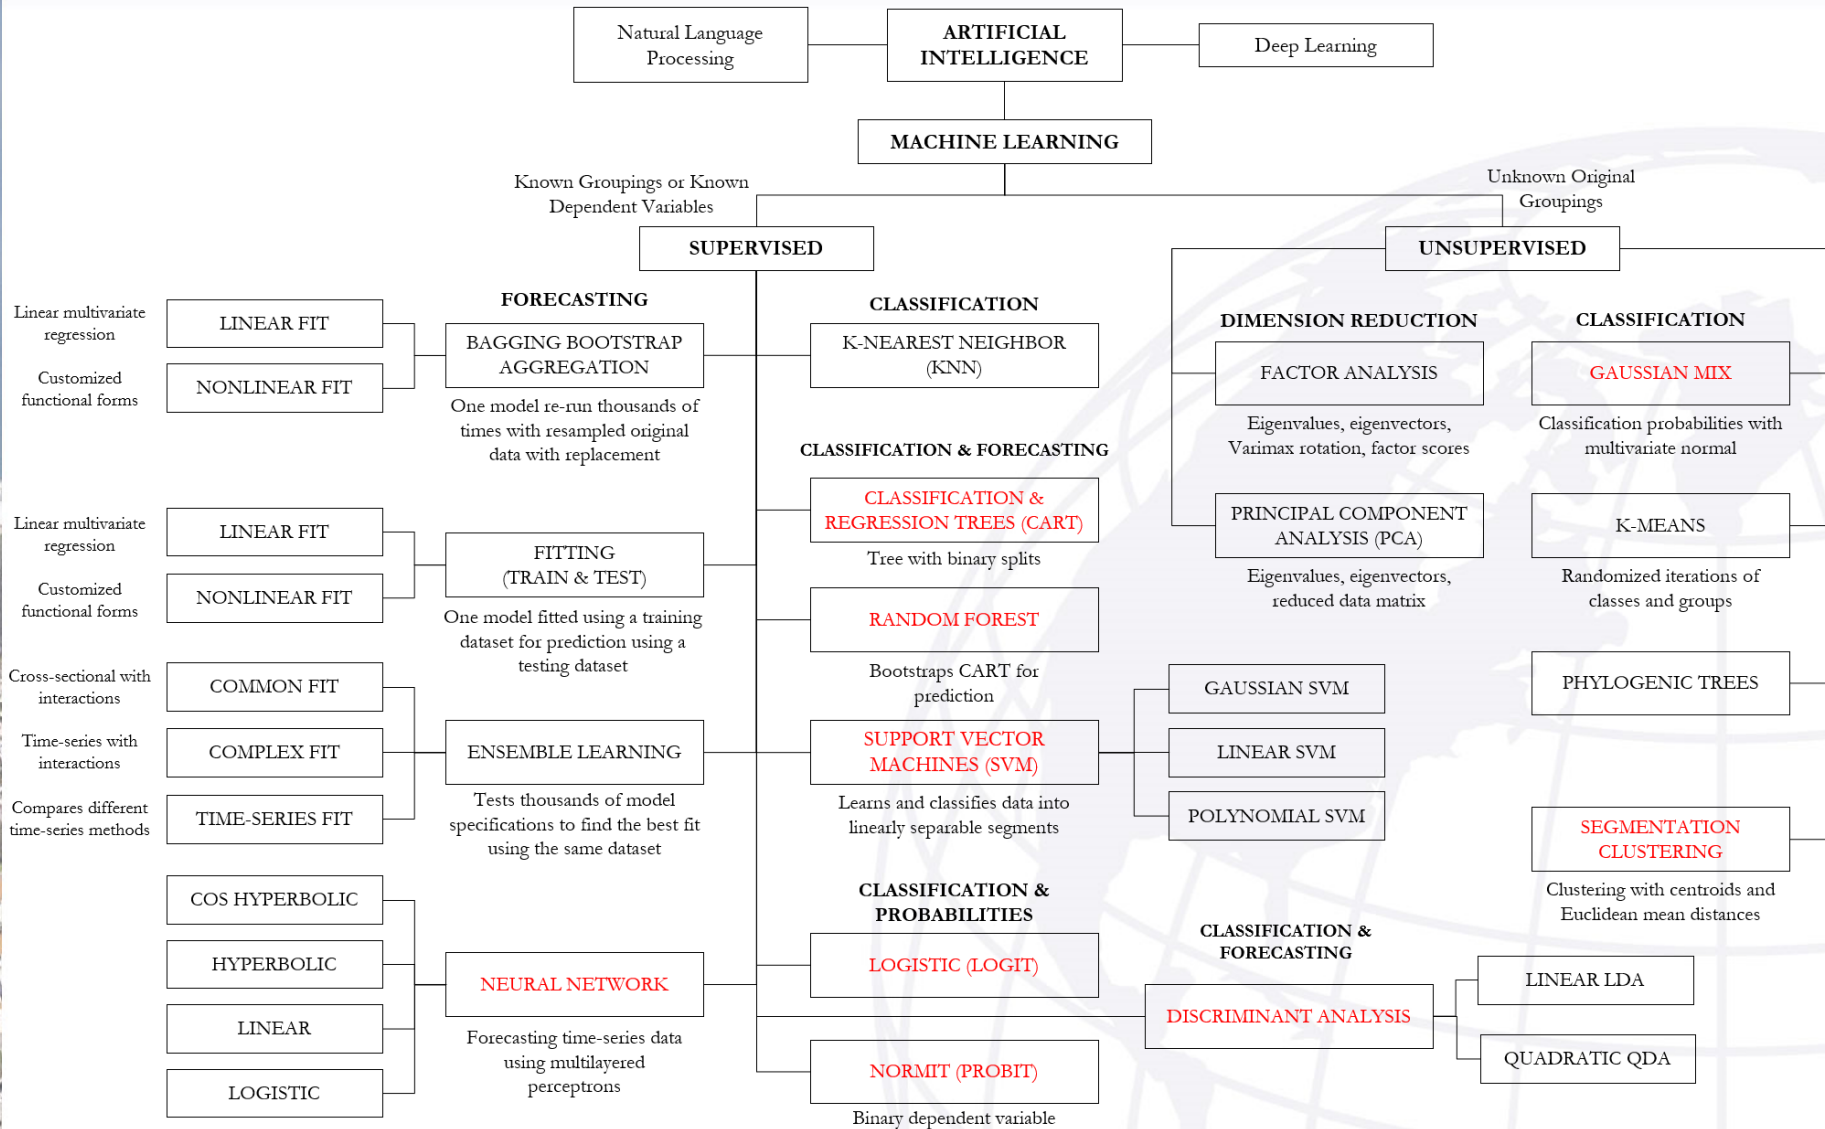 Natural Language
Processing
ARTIFICIAL
INTELLIGENCE
Deep Learning
MACHINE LEARNING
Known Groupings or Known
Dependent Variables
Unknown Original
Groupings
SUPERVISED
UNSUPERVISED
FORECASTING
Linear multivariate
regression
LINEAR FIT
Customized
functional forms
NONLINEAR FIT
BAGGING BOOTSTRAP
AGGREGATION
One model re-run thousands of
times with resampled original
data with replacement
Linear multivariate
regression
LINEAR FIT
Customized
functional forms
NONLINEAR FIT
FITTING
(TRAIN & TEST)
One model fitted using a training
dataset for prediction using a
testing dataset
Cross-sectional with
interactions
COMMON FIT
Time-series with
interactions
COMPLEX FIT
Compares different
time-series methods
TIME-SERIES FIT
ENSEMBLE LEARNING
Tests thousands of model
specifications to find the best fit
using the same dataset
COS HYPERBOLIC
HYPERBOLIC
LINEAR
LOGISTIC
NEURAL NETWORK
Forecasting time-series data
using multilayered
perceptrons
CLASSIFICATION
K-NEAREST NEIGHBOR
(KNN)
CLASSIFICATION & FORECASTING
CLASSIFICATION &
REGRESSION TREES (CART)
Tree with binary splits
RANDOM FOREST
Bootstraps CART for
prediction
SUPPORT VECTOR
MACHINES (SVM)
Learns and classifies data into
linearly separable segments
GAUSSIAN SVM
LINEAR SVM
POLYNOMIAL SVM
CLASSIFICATION &
PROBABILITIES
LOGISTIC (LOGIT)
NORMIT (PROBIT)
Binary dependent variable
CLASSIFICATION &
FORECASTING
DISCRIMINANT ANALYSIS
LINEAR LDA
QUADRATIC QDA
DIMENSION REDUCTION
FACTOR ANALYSIS
Eigenvalues, eigenvectors,
Varimax rotation, factor scores
PRINCIPAL COMPONENT
ANALYSIS (PCA)
Eigenvalues, eigenvectors,
reduced data matrix
CLASSIFICATION
GAUSSIAN MIX
Classification probabilities with
multivariate normal
K-MEANS
Randomized iterations of
classes and groups
PHYLOGENIC TREES
SEGMENTATION
CLUSTERING
Clustering with centroids and
Euclidean mean distances